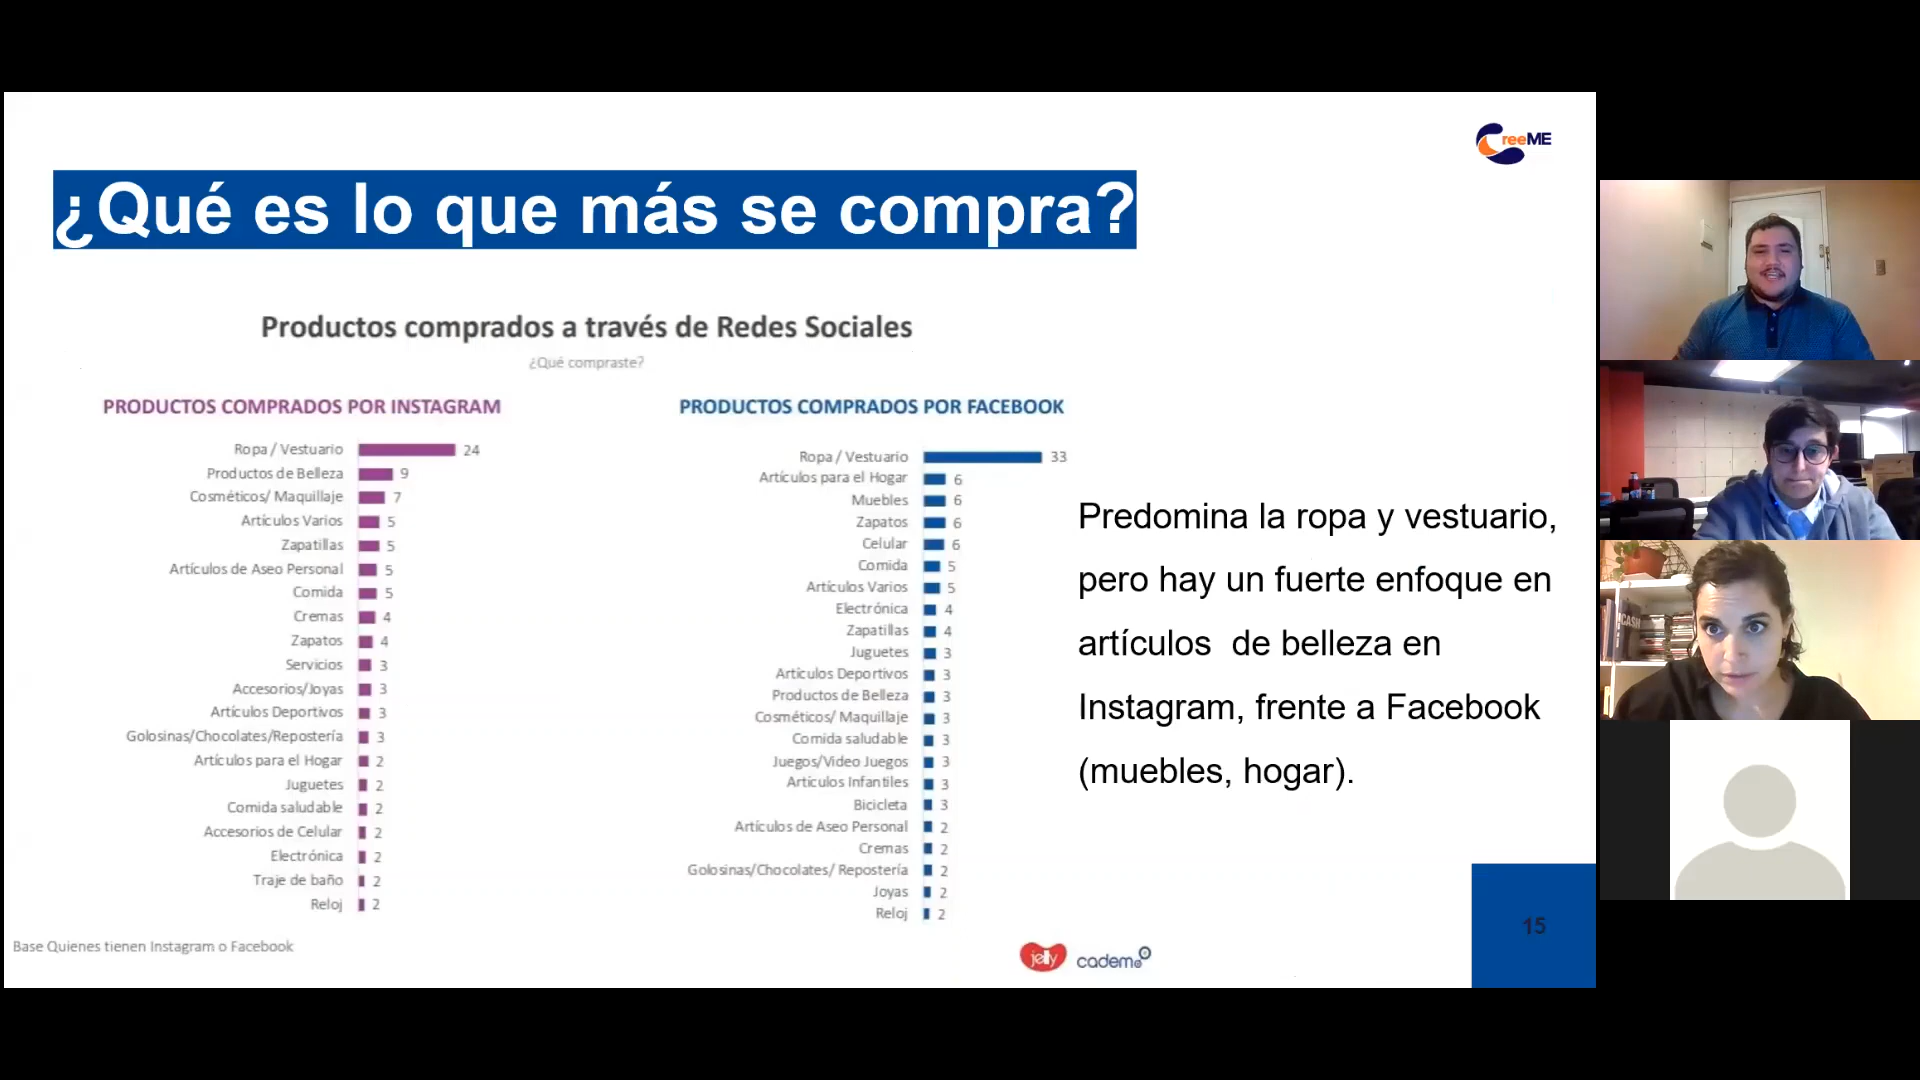 CreeME
¿Qué es lo que más se compra?
Productos comprados a través de Redes Sociales
¿Qué compraste?
PRODUCTOS COMPRADOS POR INSTAGRAM
Ropa / Vestuario 24
Productos de Belleza 9
Cosméticos/ Maquillaje 7
Artículos Varios 5
Zapatillas 5
Artículos de Aseo Personal 5
Comida 5
Cremas 4
Zapatos 4
Servicios 3
Accesorios/Joyas 3
Artículos Deportivos 3
Golosinas/Chocolates/Repostería 3
Artículos para el Hogar 2
Juguetes 2
Comida saludable 2
Accesorios de Celular 2
Electrónica 2
Traje de baño 2
Reloj 2
PRODUCTOS COMPRADOS POR FACEBOOK
Ropa / Vestuario 33
Artículos para el Hogar 6
Muebles 6
Zapatos 6
Celular 6
Comida 5
Artículos Varios 5
Electrónica 4
Zapatillas 4
Juguetes 3
Artículos Deportivos 3
Productos de Belleza 3
Cosméticos/ Maquillaje 3
Comida saludable 3
Juegos/Video Juegos 3
Artículos Infantiles 3
Bicicleta 3
Artículos de Aseo Personal 2
Cremas 2
Golosinas/Chocolates/ Repostería 2
Joyas 2
Reloj 2
Predomina la ropa y vestuario,
pero hay un fuerte enfoque en
artículos de belleza en
Instagram, frente a Facebook
(muebles, hogar).
Base Quienes tienen Instagram o Facebook
jelly
cadem
15
CASH